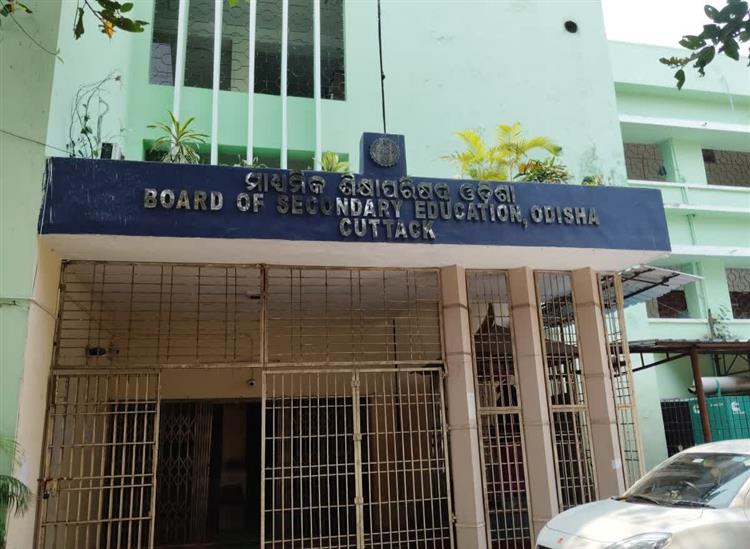 ମାଧ୍ୟମିକ ଶିକ୍ଷାପରିଷଦ ଓଡ଼ିଶା
BOARD OF SECONDARY EDUCATION, ODISHA
CUTTACK